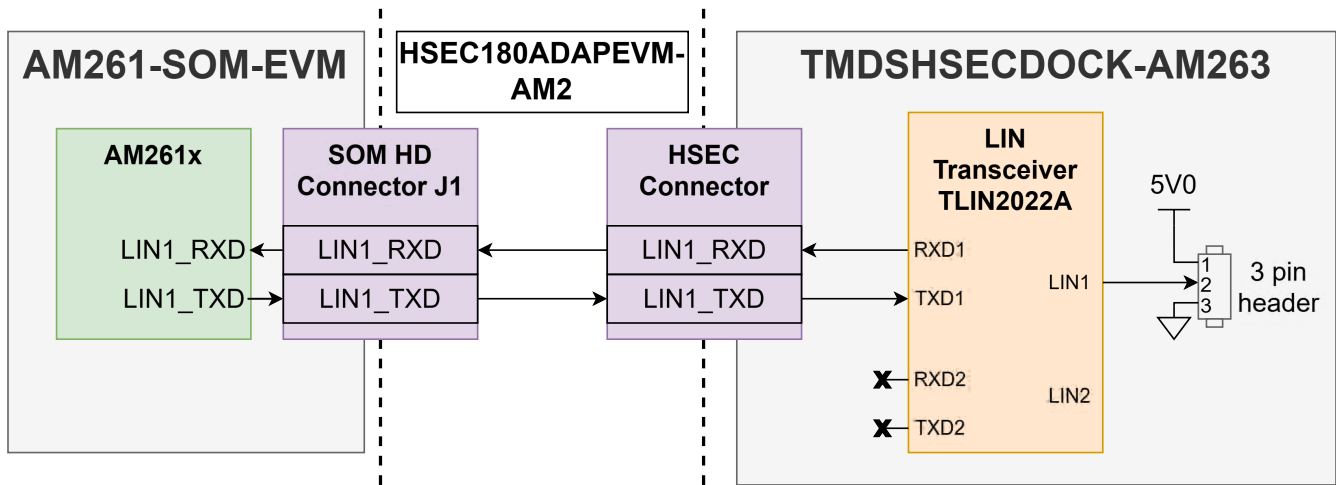 AM261-SOM-EVM
HSEC180ADAPEVM-
AM2
TMDSHSECDOCK-AM263
AM261x
LIN1_RXD
LIN1_TXD
SOM HD
Connector J1
LIN1_RXD
LIN1_TXD
HSEC
Connector
LIN1_RXD
LIN1_TXD
LIN
Transceiver
TLIN2022A
RXD1
TXD1
RXD2
TXD2
LIN1
LIN2
5V0
1
2
3
3 pin
header